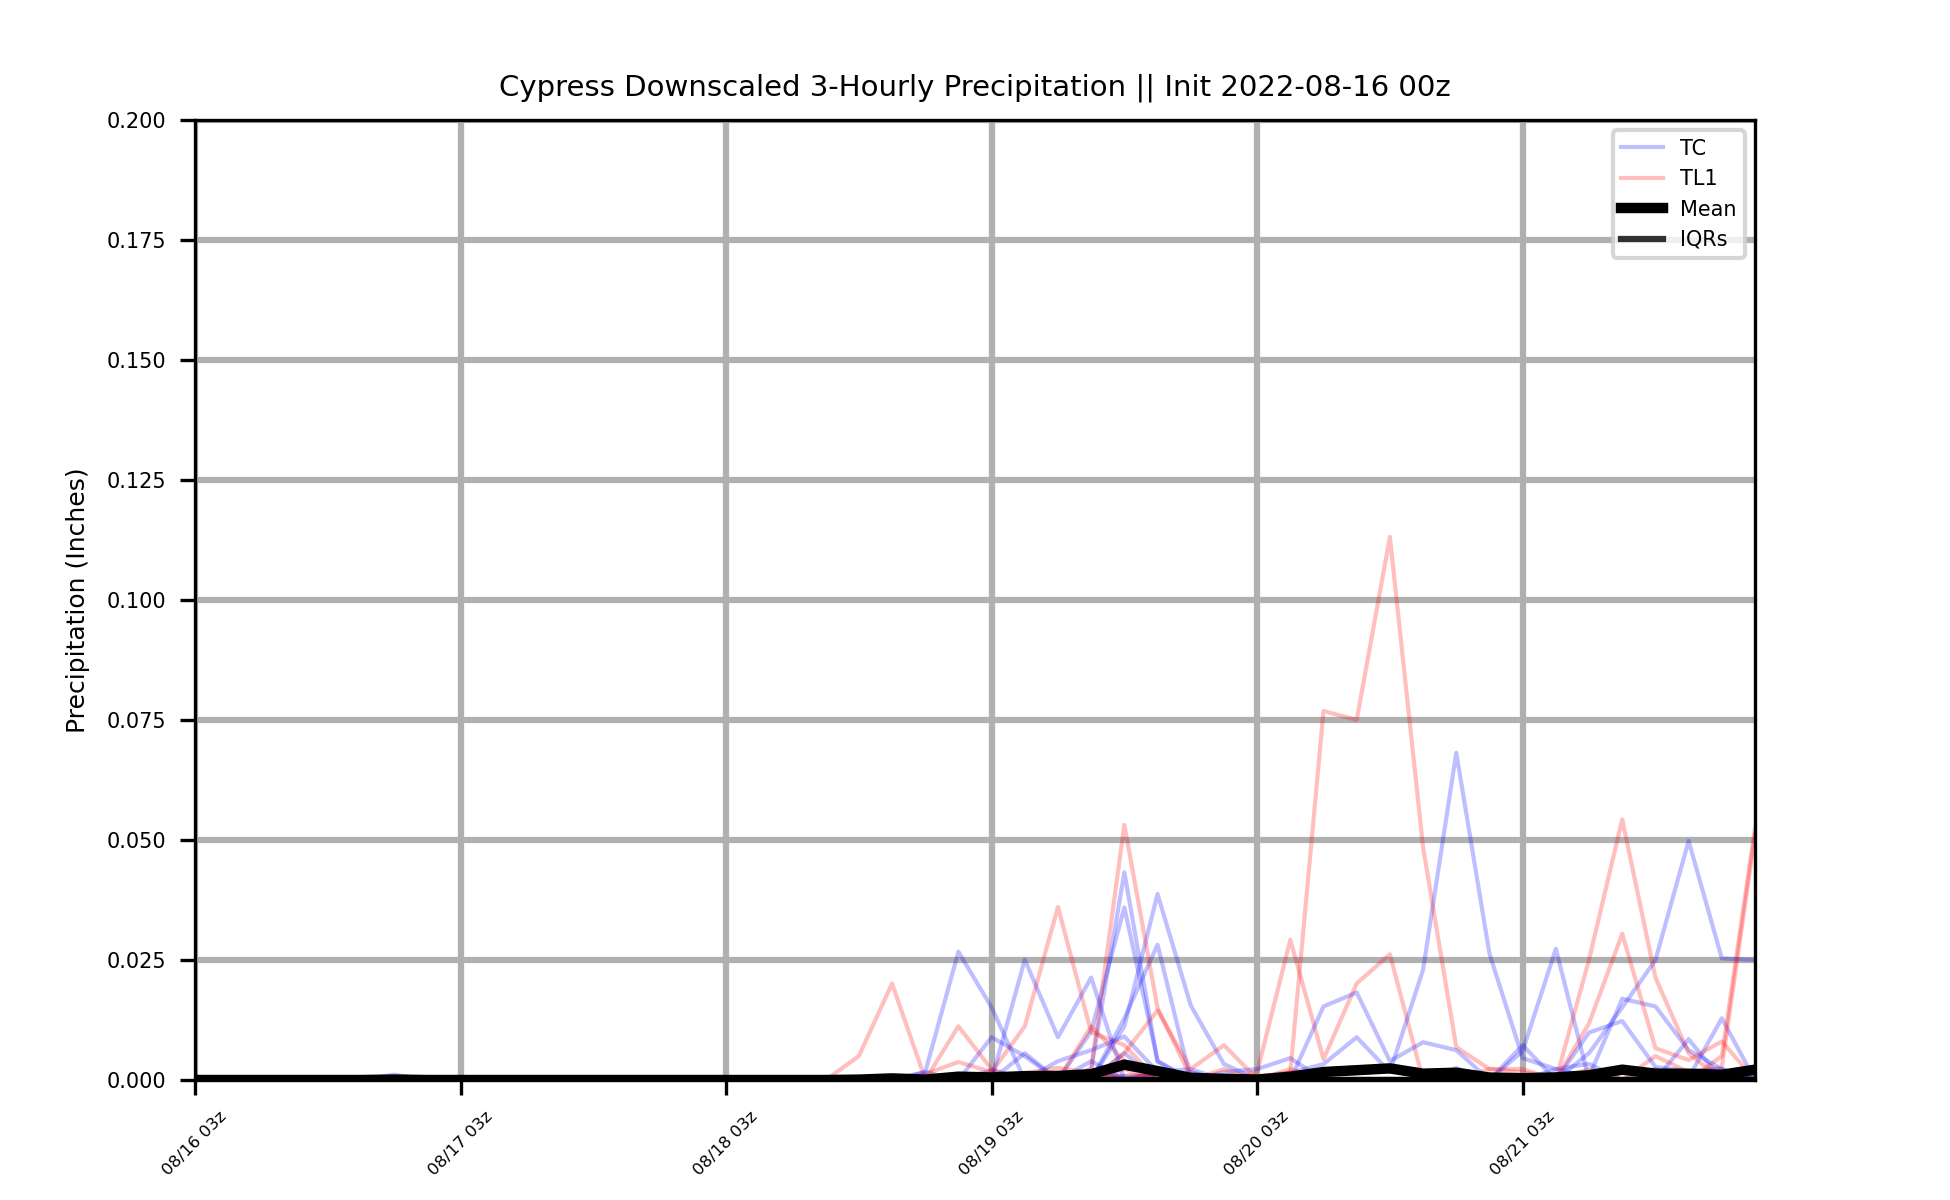 Cypress Downscaled 3-Hourly Precipitation || Init 2022-08-16 00z
TC
TL1
Mean
IQRs
0.200
0.175
0.150
0.125
0.100
0.075
0.050
0.025
0.000
Precipitation (Inches)
08/16 03z
08/17 03z
08/18 03z
08/19 03z
08/20 03z
08/21 03z